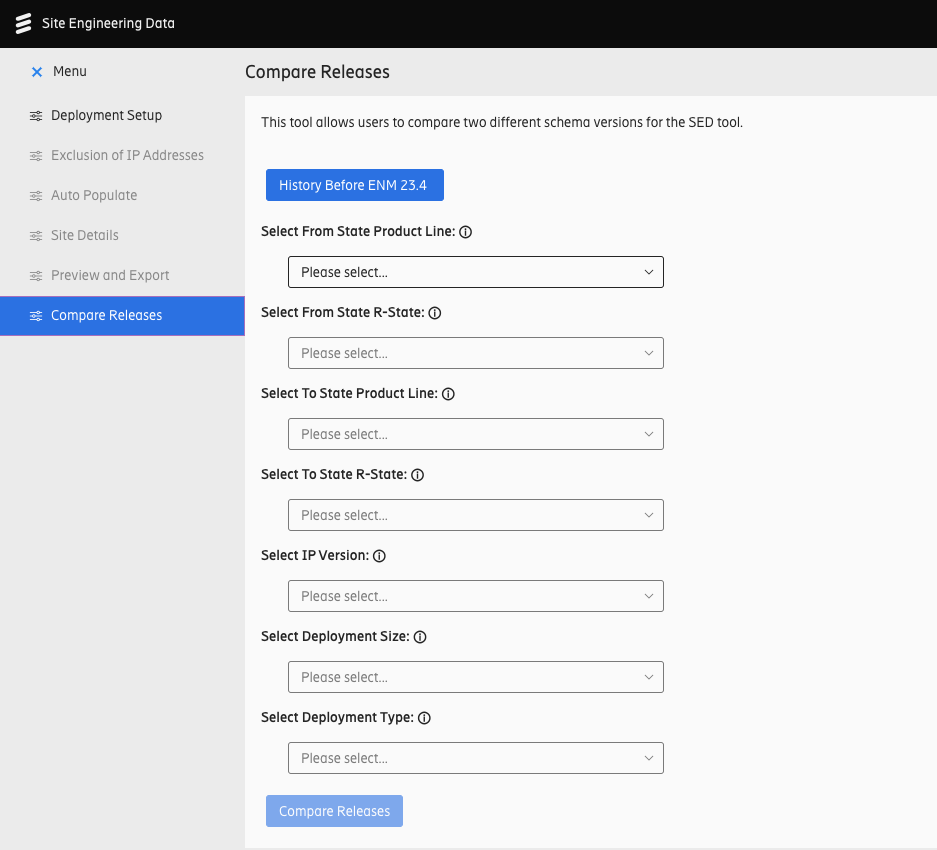 Site Engineering Data
Menu
Compare Releases
Deployment Setup
Exclusion of IP Addresses
Auto Populate
Site Details
Preview and Export
Compare Releases
This tool allows users to compare two different schema versions for the SED tool.
History Before ENM 23.4
Select From State Product Line:
Please select...
Select From State R-State:
Please select...
Select To State Product Line:
Please select...
Select To State R-State:
Please select...
Select IP Version:
Please select...
Select Deployment Size:
Please select...
Select Deployment Type:
Please select...
Compare Releases